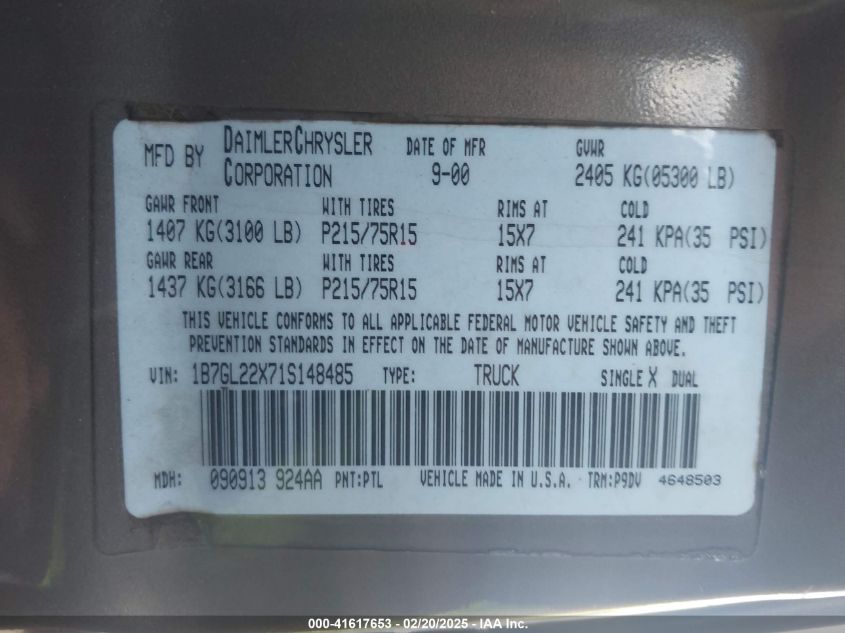 MFD BY DAIMLERCHRYSLER CORPORATION DATE OF MFR 9-00 GVWR 2405 KG(05300 LB)
GAWR FRONT WITH TIRES RIMS AT COLD
1407 KG(3100 LB) P215/75R15 15X7 241 KPA(35 PSI)
GAWR REAR WITH TIRES RIMS AT COLD
1437 KG(3166 LB) P215/75R15 15X7 241 KPA(35 PSI)
THIS VEHICLE CONFORMS TO ALL APPLICABLE FEDERAL MOTOR VEHICLE SAFETY AND THEFT
PREVENTION STANDARDS IN EFFECT ON THE DATE OF MANUFACTURE SHOWN ABOVE.
VIN: 1B7GL22X71S148485 TYPE: TRUCK SINGLE X DUAL
MDH: 090913 924AA PNT:PTL VEHICLE MADE IN U.S.A. TRM:P9DV 4648503
000-41617653 - 02/20/2025 - IAA Inc.